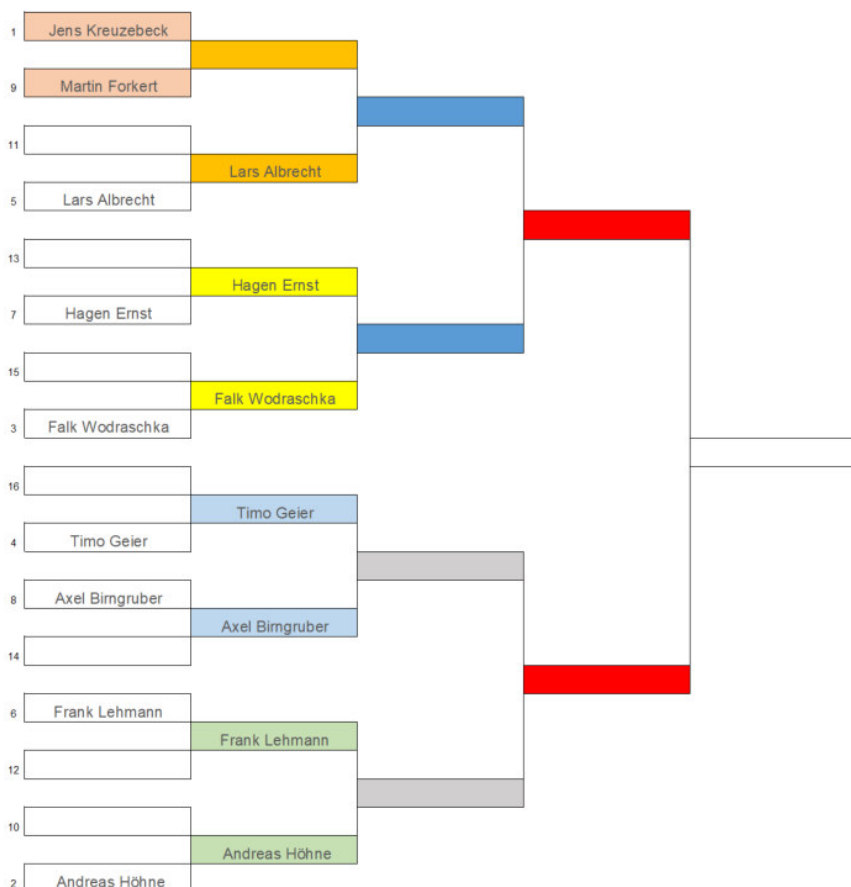 1 Jens Kreuzebeck
9 Martin Forkert
11
Lars Albrecht
5 Lars Albrecht
13
Hagen Ernst
7 Hagen Ernst
15
Falk Wodraschka
3 Falk Wodraschka
16
Timo Geier
4 Timo Geier
8 Axel Birngruber
Axel Birngruber
14
6 Frank Lehmann
Frank Lehmann
12
10
Andreas Höhne
2 Andreas Höhne